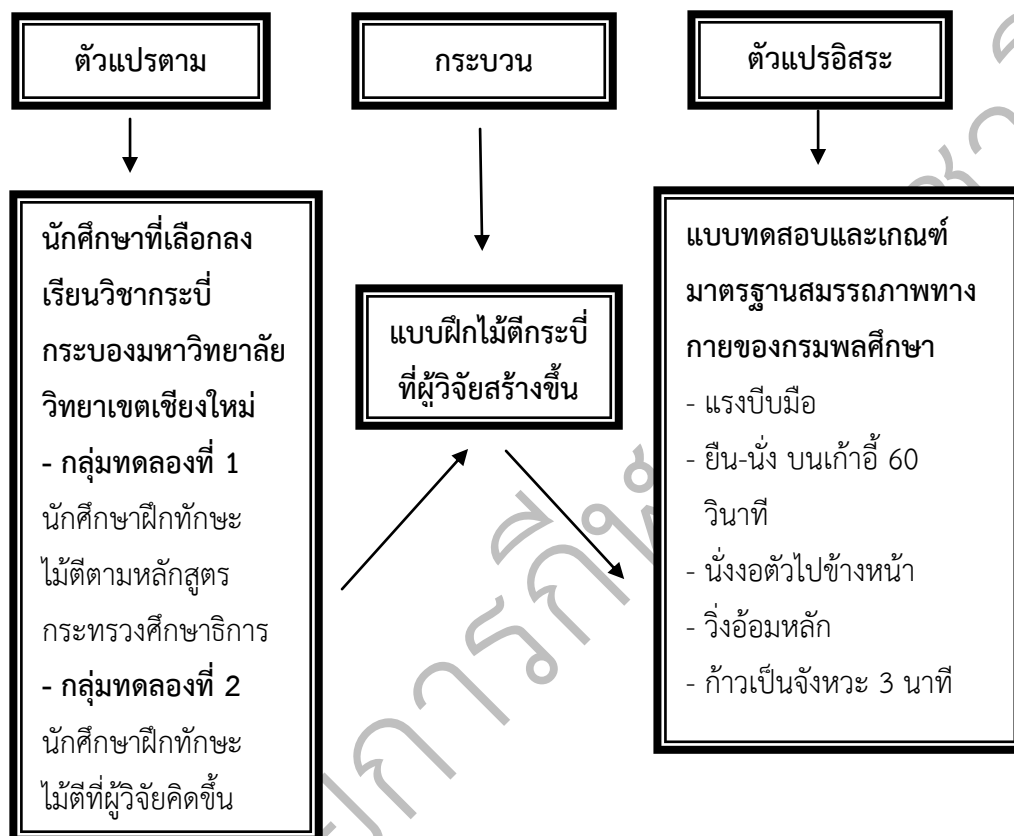 ตัวแปรตาม
กระบวน
ตัวแปรอิสระ
นักศึกษาที่เลือกลง
เรียนวิชากระบี่
กระบองมหาวิทยาลัย
วิทยาเขตเชียงใหม่
- กลุ่มทดลองที่ 1
นักศึกษาฝึกทักษะ
ไม้ตีตามหลักสูตร
กระทรวงศึกษาธิการ
- กลุ่มทดลองที่ 2
นักศึกษาฝึกทักษะ
ไม้ตีที่ผู้วิจัยคิดขึ้น
แบบฝึกไม้ตีกระบี่
ที่ผู้วิจัยสร้างขึ้น
แบบทดสอบและเกณฑ์
มาตรฐานสมรรถภาพทาง
กายของกรมพลศึกษา
- แรงบีบมือ
- ยืน-นั่ง บนเก้าอี้ 60
วินาที
- นั่งงอตัวไปข้างหน้า
- วิ่งอ้อมหลัก
- ก้าวเป็นจังหวะ 3 นาที